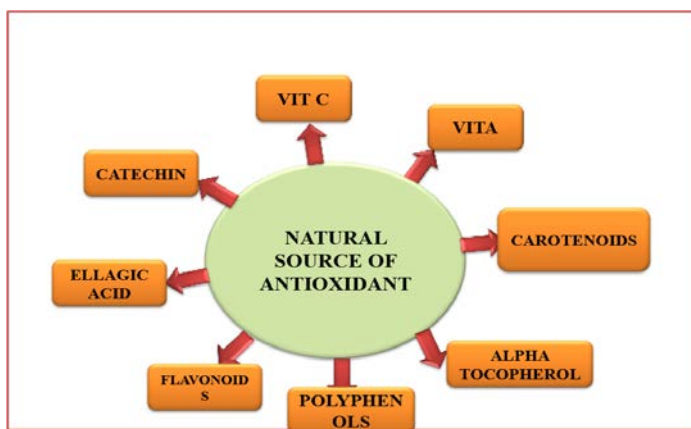 VIT C
VITA
CATECHIN
NATURAL
SOURCE OF
ANTIOXIDANT
CAROTENOIDS
ELLAGIC
ACID
ALPHA
TOCOPHEROL
FLAVONOID
S
POLYPHEN
OLS